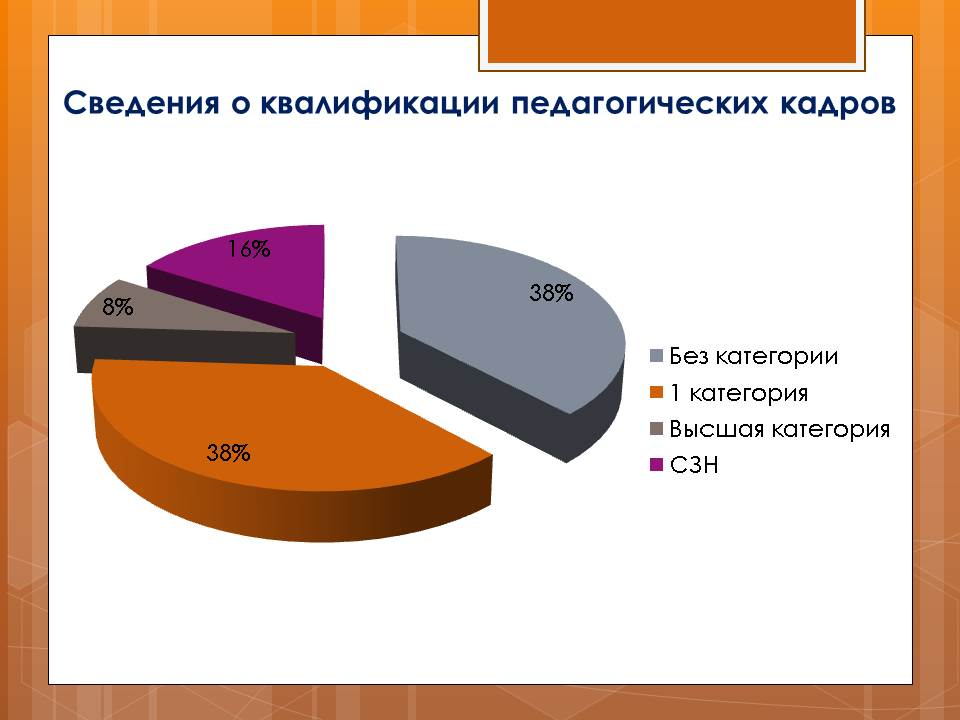 Сведения о квалификации педагогических кадров
16%
38%
8%
38%
Без категории
1 категория
Высшая категория
СЗН